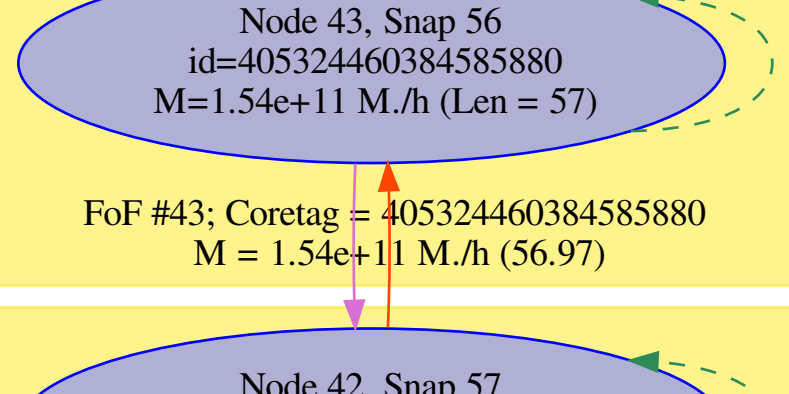 Node 43, Snap 56
id=405324460384585880
M=1.54e+11 M./h (Len = 57)
FoF #43; Coretag = 405324460384585880
M = 1.54e+11 M./h (56.97)
Node 42, Snap 57